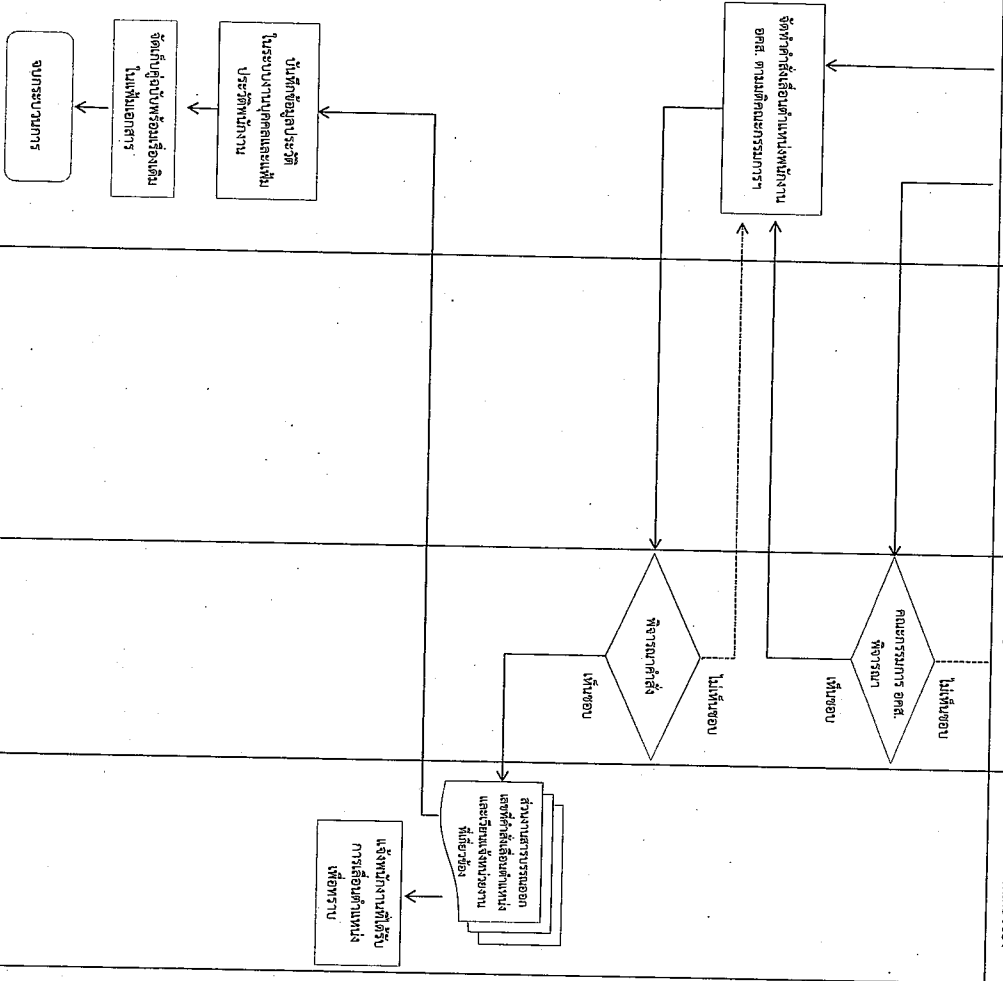 คณะกรรมการ อคส.
พิจารณา
ไม่เห็นชอบ
เห็นชอบ
จัดทำคำสั่งเลื่อนตำแหน่งพนักงาน
อคส. ตามมติคณะกรรมการฯ
พิจารณาคำสั่ง
ไม่เห็นชอบ
เห็นชอบ
ส่วนงานสารบรรณออก
เลขที่คำสั่งเลื่อนตำแหน่ง
และเวียนแจ้งหน่วยงาน
ที่เกี่ยวข้อง
แจ้งพนักงานที่ได้รับ
การเลื่อนตำแหน่ง
เพื่อทราบ
บันทึกข้อมูลประวัติ
ในระบบงานบุคคลและแฟ้ม
ประวัติพนักงาน
จัดเก็บคู่ฉบับพร้อมเรื่องเดิม
ในแฟ้มเอกสาร
จบกระบวนการ